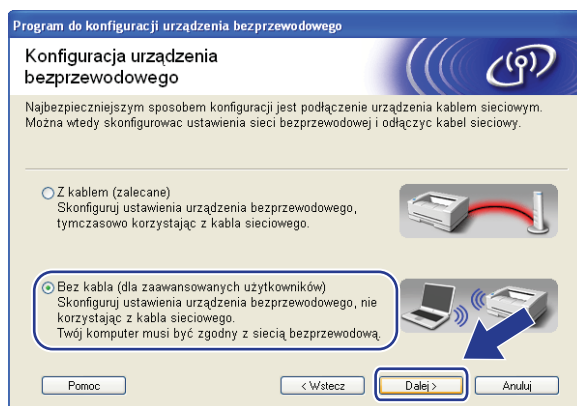 Program do konfiguracji urządzenia bezprzewodowego
Konfiguracja urządzenia
bezprzewodowego
Najbezpieczniejszym sposobem konfiguracji jest podłączenie urządzenia kablem sieciowym.
Można wtedy skonfigurowac ustawienia sieci bezprzewodowej i odłączyc kabel sieciowy.
Z kablem (zalecane)
Skonfiguruj ustawienia urządzenia bezprzewodowego,
tymczasowo korzystając z kabla sieciowego.
Bez kabla (dla zaawansowanych użytkowników)
Skonfiguruj ustawienia urządzenia bezprzewodowego, nie
korzystając z kabla sieciowego.
Twój komputer musi być zgodny z siecią bezprzewodową.
Pomoc
< Wstecz
Dalej >
Anuluj